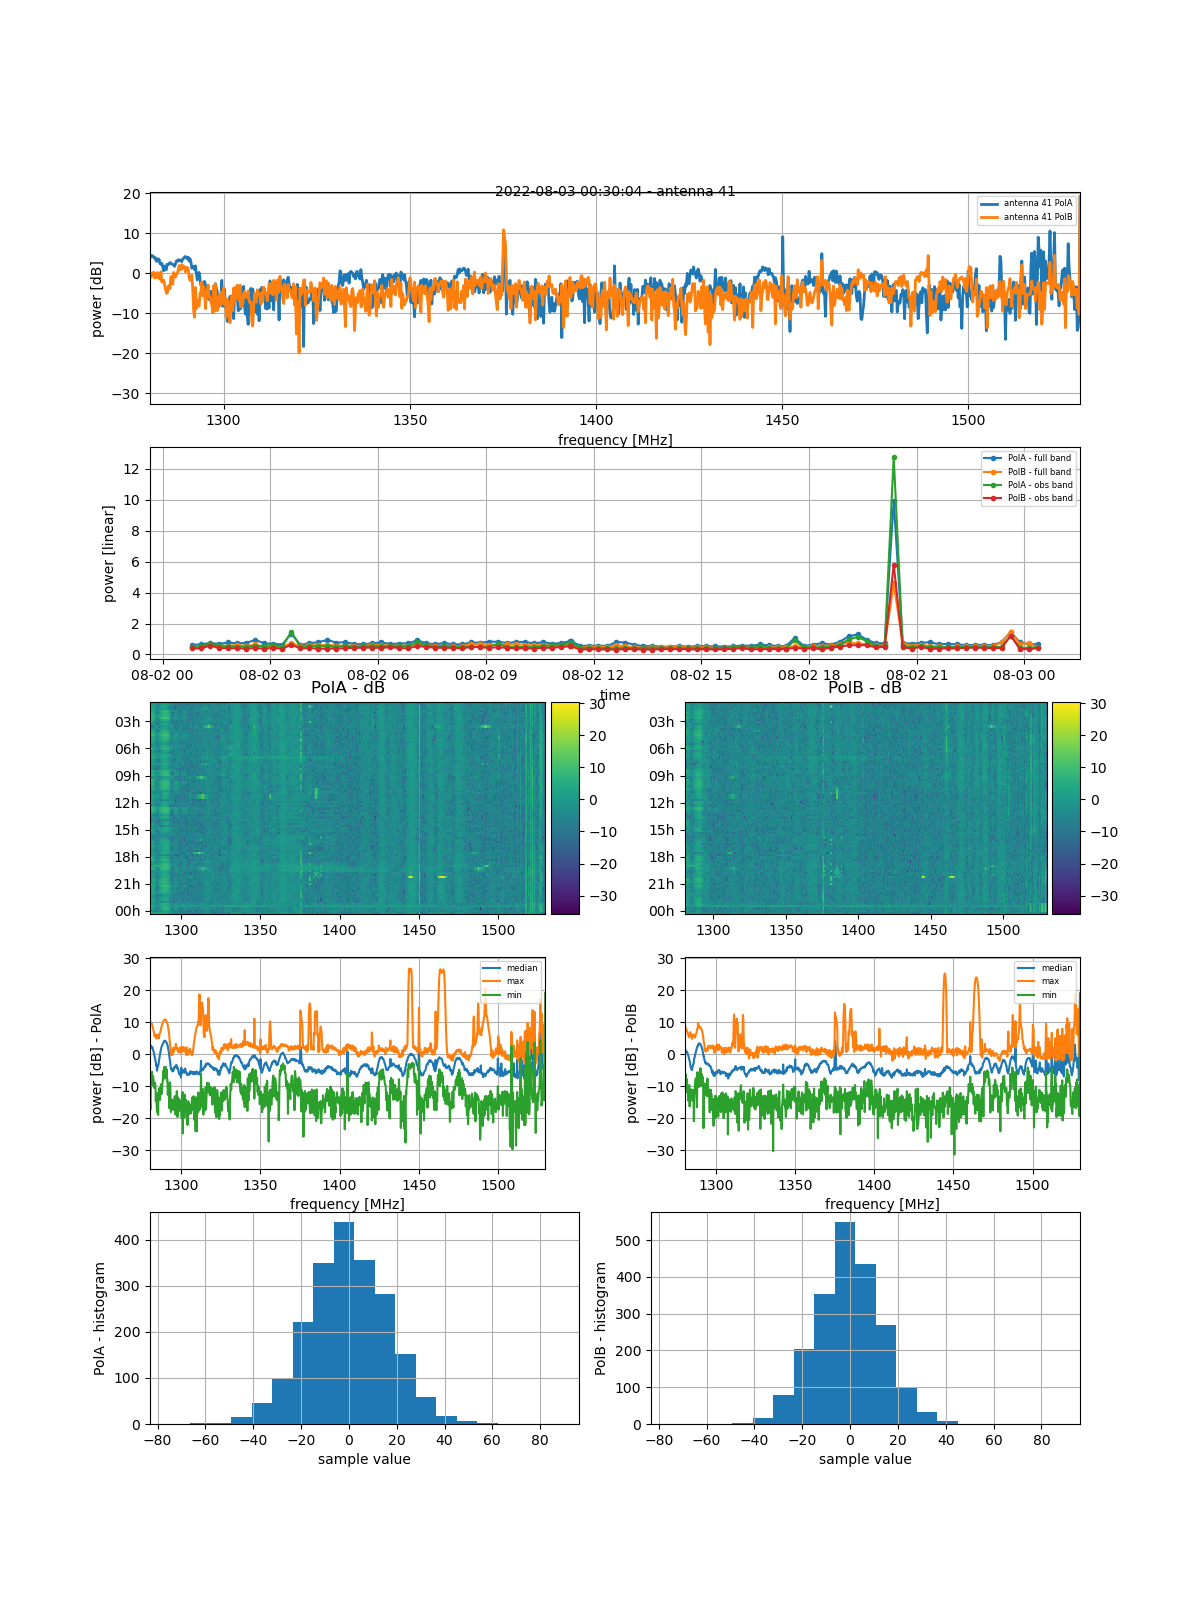 2022-08-03 00:30:04 - antenna 41
20
10
0
−10
−20
−30
power [dB]
antenna 41 PolA
antenna 41 PolB
1300 1350 1400 1450 1500
frequency [MHz]
12
10
8
6
4
2
0
power [linear]
PolA - full band
PolB - full band
PolA - obs band
PolB - obs band
08-02 00 08-02 03 08-02 06 08-02 09 08-02 12 08-02 15 08-02 18 08-02 21 08-03 00
time
PolA - dB
03h
06h
09h
12h
15h
18h
21h
00h
1300 1350 1400 1450 1500
30
20
10
0
−10
−20
−30
PolB - dB
03h
06h
09h
12h
15h
18h
21h
00h
1300 1350 1400 1450 1500
30
20
10
0
−10
−20
−30
30
20
10
0
−10
−20
−30
power [dB] - PolA
median
max
min
1300 1350 1400 1450 1500
frequency [MHz]
30
20
10
0
−10
−20
−30
power [dB] - PolB
median
max
min
1300 1350 1400 1450 1500
frequency [MHz]
400
300
200
100
0
PolA - histogram
−80 −60 −40 −20 0 20 40 60 80
sample value
500
400
300
200
100
0
PolB - histogram
−80 −60 −40 −20 0 20 40 60 80
sample value